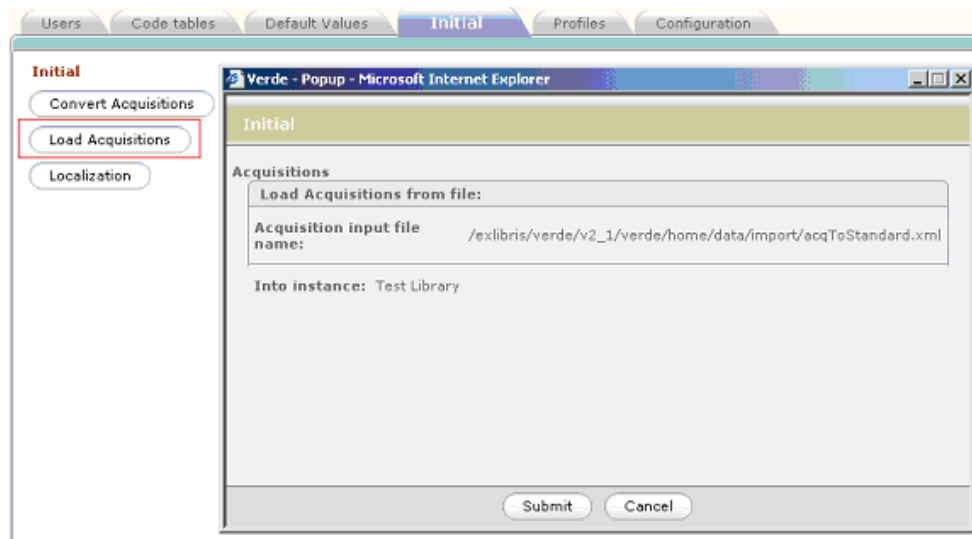 Users Code tables Default Values Initial Profiles Configuration
Initial
Convert Acquisitions
Load Acquisitions
Localization
Verde - Popup - Microsoft Internet Explorer
Initial
Acquisitions
Load Acquisitions from file:
Acquisition input file
name:
/exlibris/verde/v2_1/verde/home/data/import/acqToStandard.xml
Into instance: Test Library
Submit Cancel